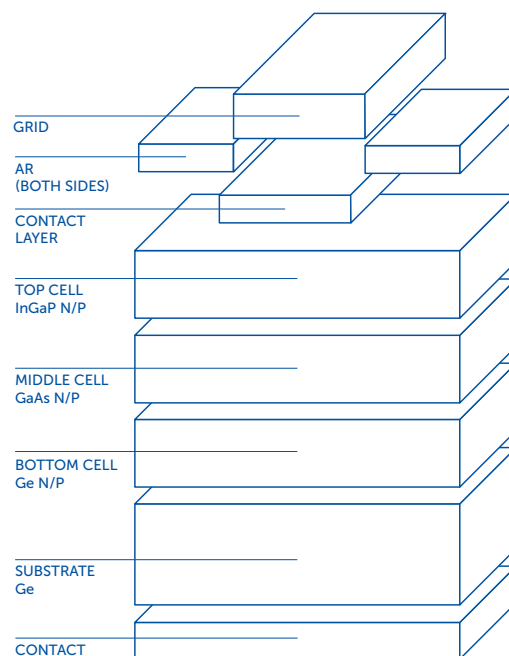 GRID
AR
(BOTH SIDES)
CONTACT
LAYER
TOP CELL
InGaP N/P
MIDDLE CELL
GaAs N/P
BOTTOM CELL
Ge N/P
SUBSTRATE
Ge
CONTACT